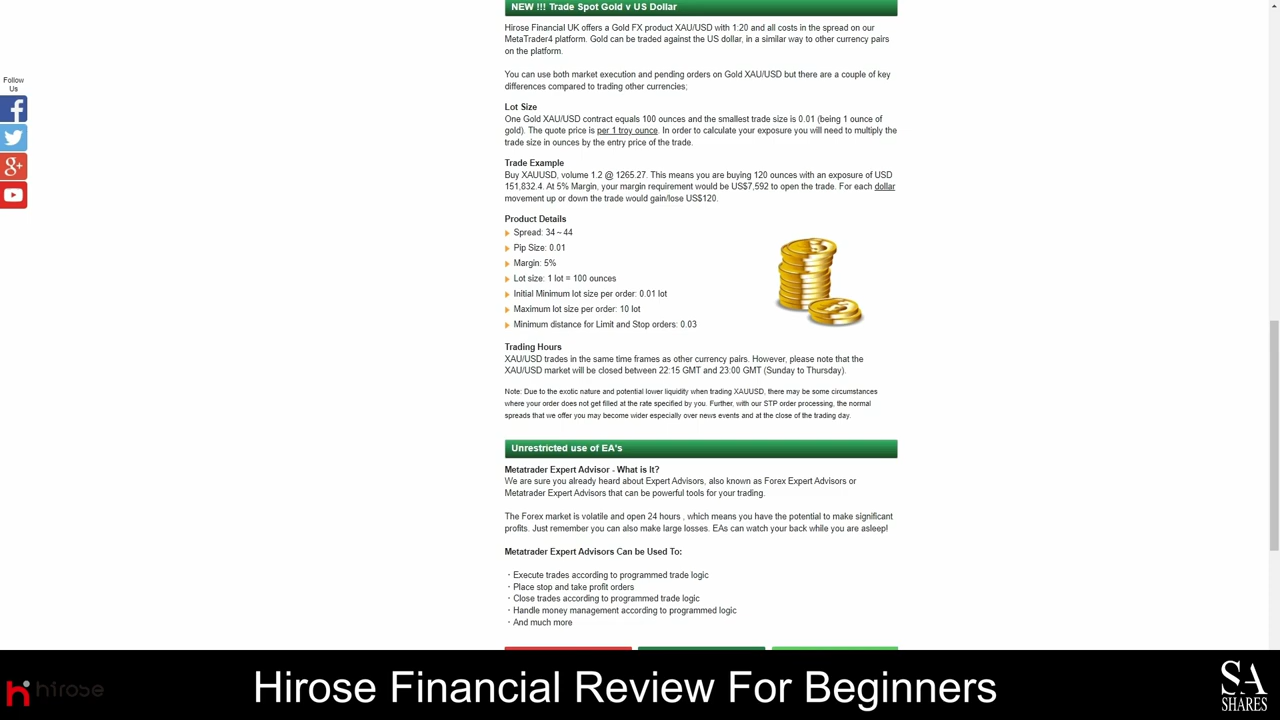 NEW !!! Trade Spot Gold v US Dollar
Hirose Financial UK offers a Gold FX product XAU/USD with 1:20 and all costs in the spread on our
MetaTrader4 platform. Gold can be traded against the US dollar, in a similar way to other currency pairs
on the platform.
You can use both market execution and pending orders on Gold XAU/USD but there are a couple of key
differences compared to trading other currencies;
Follow
Us
Lot Size
One Gold XAU/USD contract equals 100 ounces and the smallest trade size is 0.01 (being 1 ounce of
gold). The quote price is per 1 troy ounce. In order to calculate your exposure you will need to multiply the
trade size in ounces by the entry price of the trade.
Trade Example
Buy XAUUSD, volume 1.2 @ 1265.27. This means you are buying 120 ounces with an exposure of USD
151,832.4. At 5% Margin, your margin requirement would be US$7,592 to open the trade. For each dollar
movement up or down the trade would gain/lose US$120.
Product Details
Spread: 34 ~ 44
Pip Size: 0.01
Margin: 5%
Lot size: 1 lot = 100 ounces
Initial Minimum lot size per order: 0.01 lot
Maximum lot size per order: 10 lot
Minimum distance for Limit and Stop orders: 0.03
Trading Hours
XAU/USD trades in the same time frames as other currency pairs. However, please note that the
XAU/USD market will be closed between 22:15 GMT and 23:00 GMT (Sunday to Thursday).
Note: Due to the exotic nature and potential lower liquidity when trading XAUUSD, there may be some circumstances
where your order does not get filled at the rate specified by you. Further, with our STP order processing, the normal
spreads that we offer you may become wider especially over news events and at the close of the trading day.
Unrestricted use of EA's
Metatrader Expert Advisor - What is It?
We are sure you already heard about Expert Advisors, also known as Forex Expert Advisors or
Metatrader Expert Advisors that can be powerful tools for your trading.
The Forex market is volatile and open 24 hours , which means you have the potential to make significant
profits. Just remember you can also make large losses. EAs can watch your back while you are asleep!
Metatrader Expert Advisors Can be Used To:
・Execute trades according to programmed trade logic
・Place stop and take profit orders
・Close trades according to programmed trade logic
・Handle money management according to programmed logic
・And much more
hirose
Hirose Financial Review For Beginners
SA
SHARES